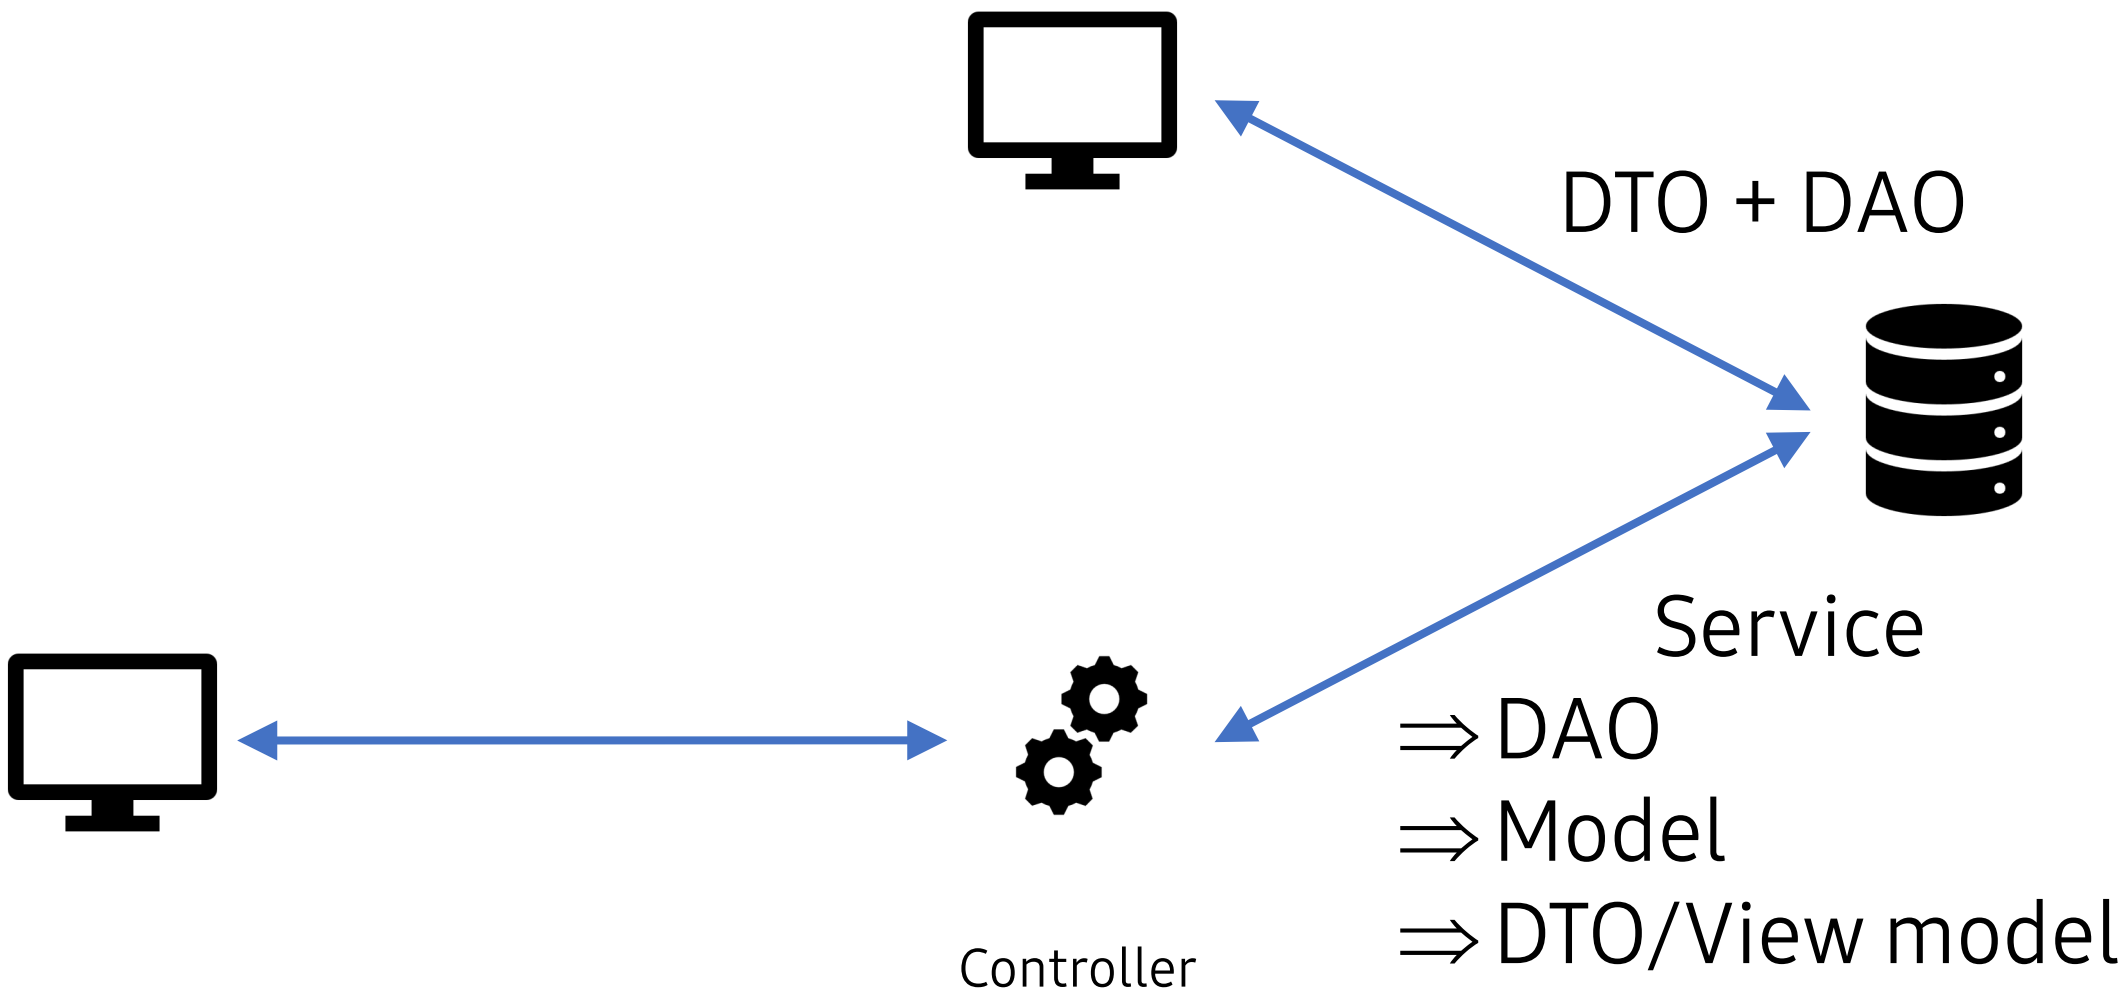 DTO + DAO
Service
⇒ DAO
⇒ Model
⇒ DTO/View model
Controller